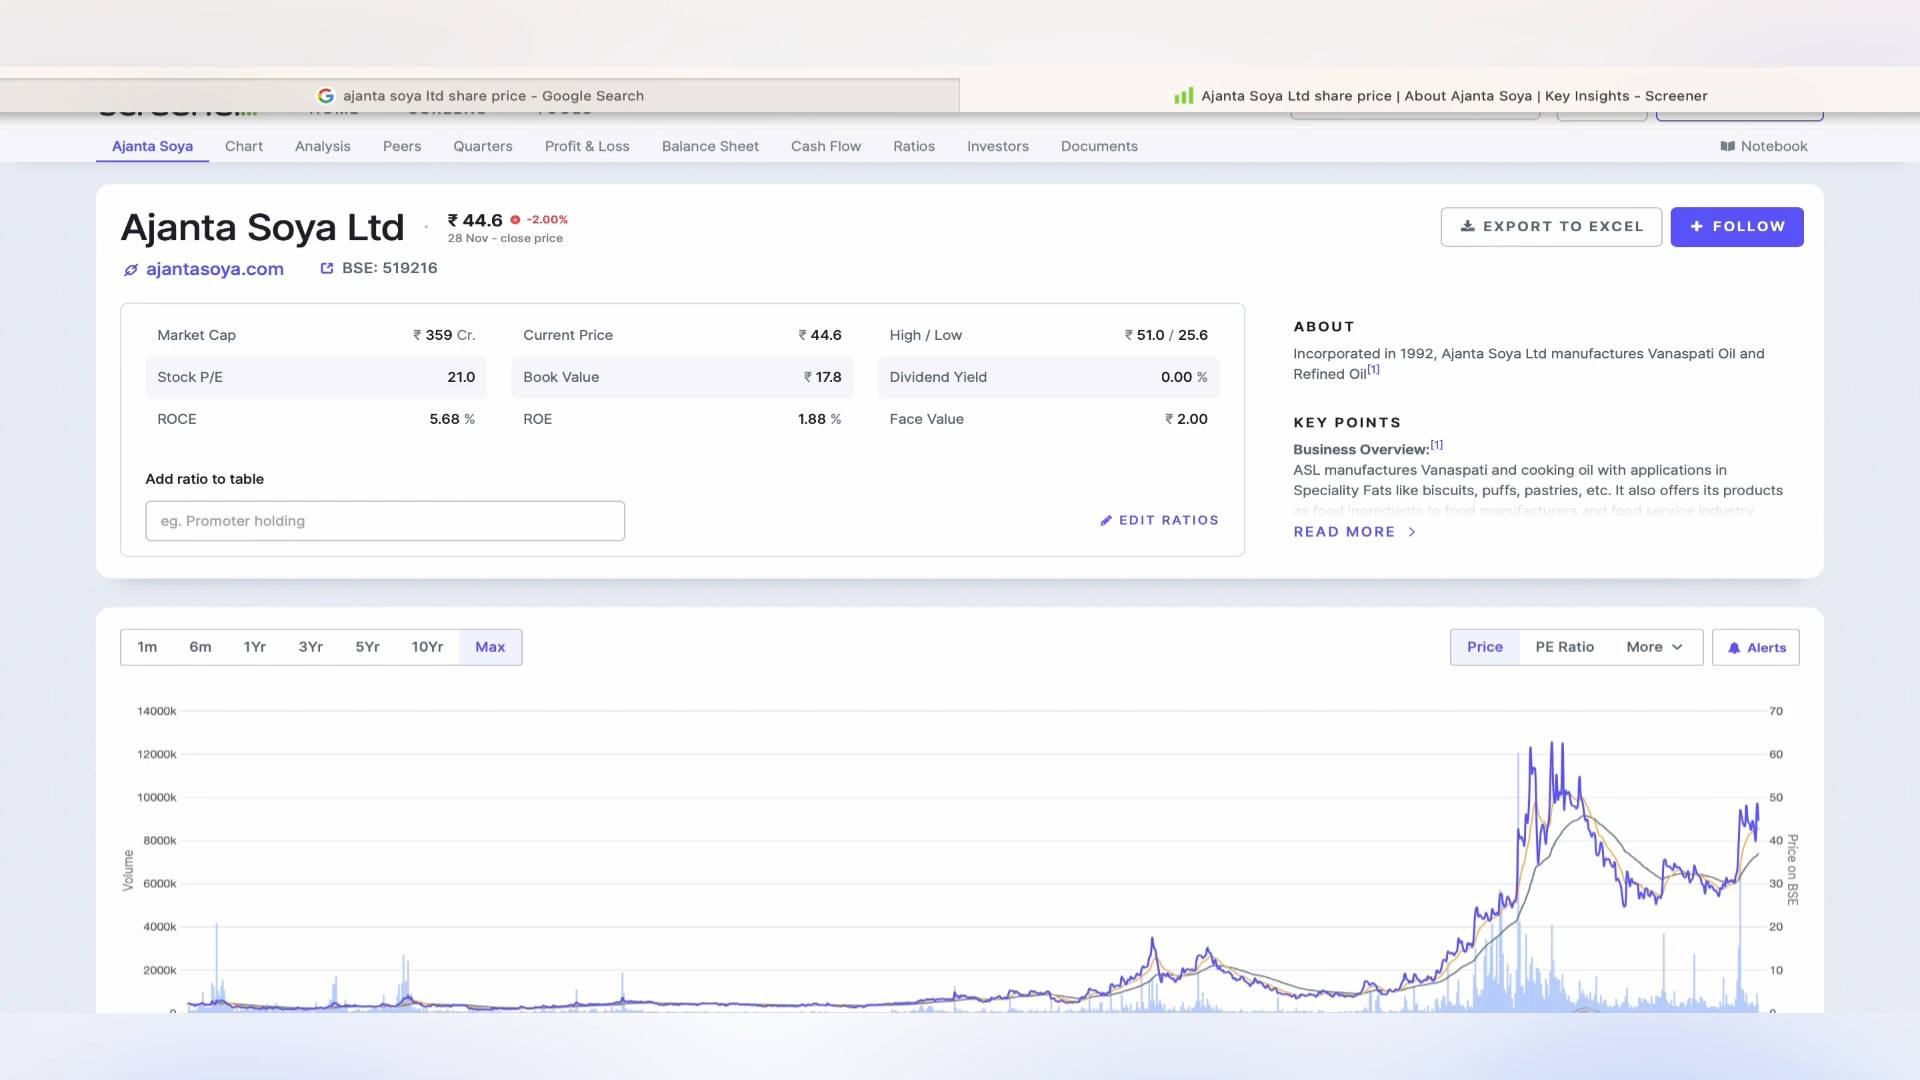 ajanta soya ltd share price - Google Search
Ajanta Soya Ltd share price | About Ajanta Soya | Key Insights - Screener
Ajanta Soya Chart Analysis Peers Quarters Profit & Loss Balance Sheet Cash Flow Ratios Investors Documents Notebook
Ajanta Soya Ltd
₹ 44.6 -2.00%
28 Nov - close price
EXPORT TO EXCEL
+ FOLLOW
ajantasoya.com BSE: 519216
Market Cap ₹ 359 Cr. Current Price ₹ 44.6 High / Low ₹ 51.0 / 25.6
Stock P/E 21.0 Book Value ₹ 17.8 Dividend Yield 0.00 %
ROCE 5.68 % ROE 1.88 % Face Value ₹ 2.00
Add ratio to table
eg. Promoter holding
EDIT RATIOS
ABOUT
Incorporated in 1992, Ajanta Soya Ltd manufactures Vanaspati Oil and
Refined Oil[1]
KEY POINTS
Business Overview:[1]
ASL manufactures Vanaspati and cooking oil with applications in
Speciality Fats like biscuits, puffs, pastries, etc. It also offers its products
as food ingredients to food manufacturers and food service industry
READ MORE
1m 6m 1Yr 3Yr 5Yr 10Yr Max
Price PE Ratio More Alerts
14000k 70
12000k 60
10000k 50
8000k 40
6000k 30
4000k 20
2000k 10
Volume
Price on BSE